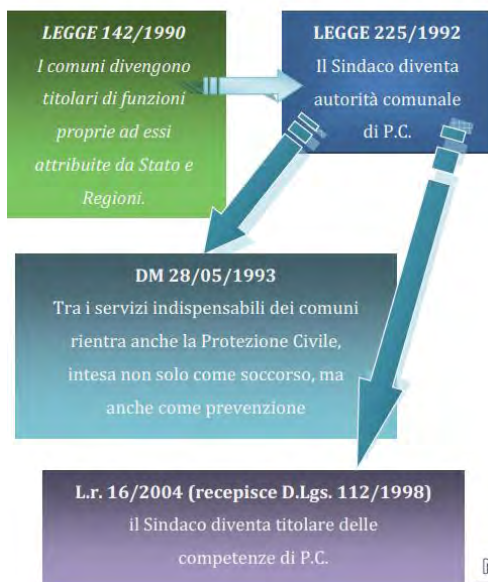 LEGGE 142/1990
I comuni divengono
titolari di funzioni
proprie ad essi
attribuite da Stato e
Regioni.
LEGGE 225/1992
Il Sindaco diventa
autorità comunale
di P.C.
DM 28/05/1993
Tra i servizi indispensabili dei comuni
rientra anche la Protezione Civile,
intesa non solo come soccorso, ma
anche come prevenzione
L.r. 16/2004 (recepisce D.Lgs. 112/1998)
il Sindaco diventa titolare delle
competenze di P.C.